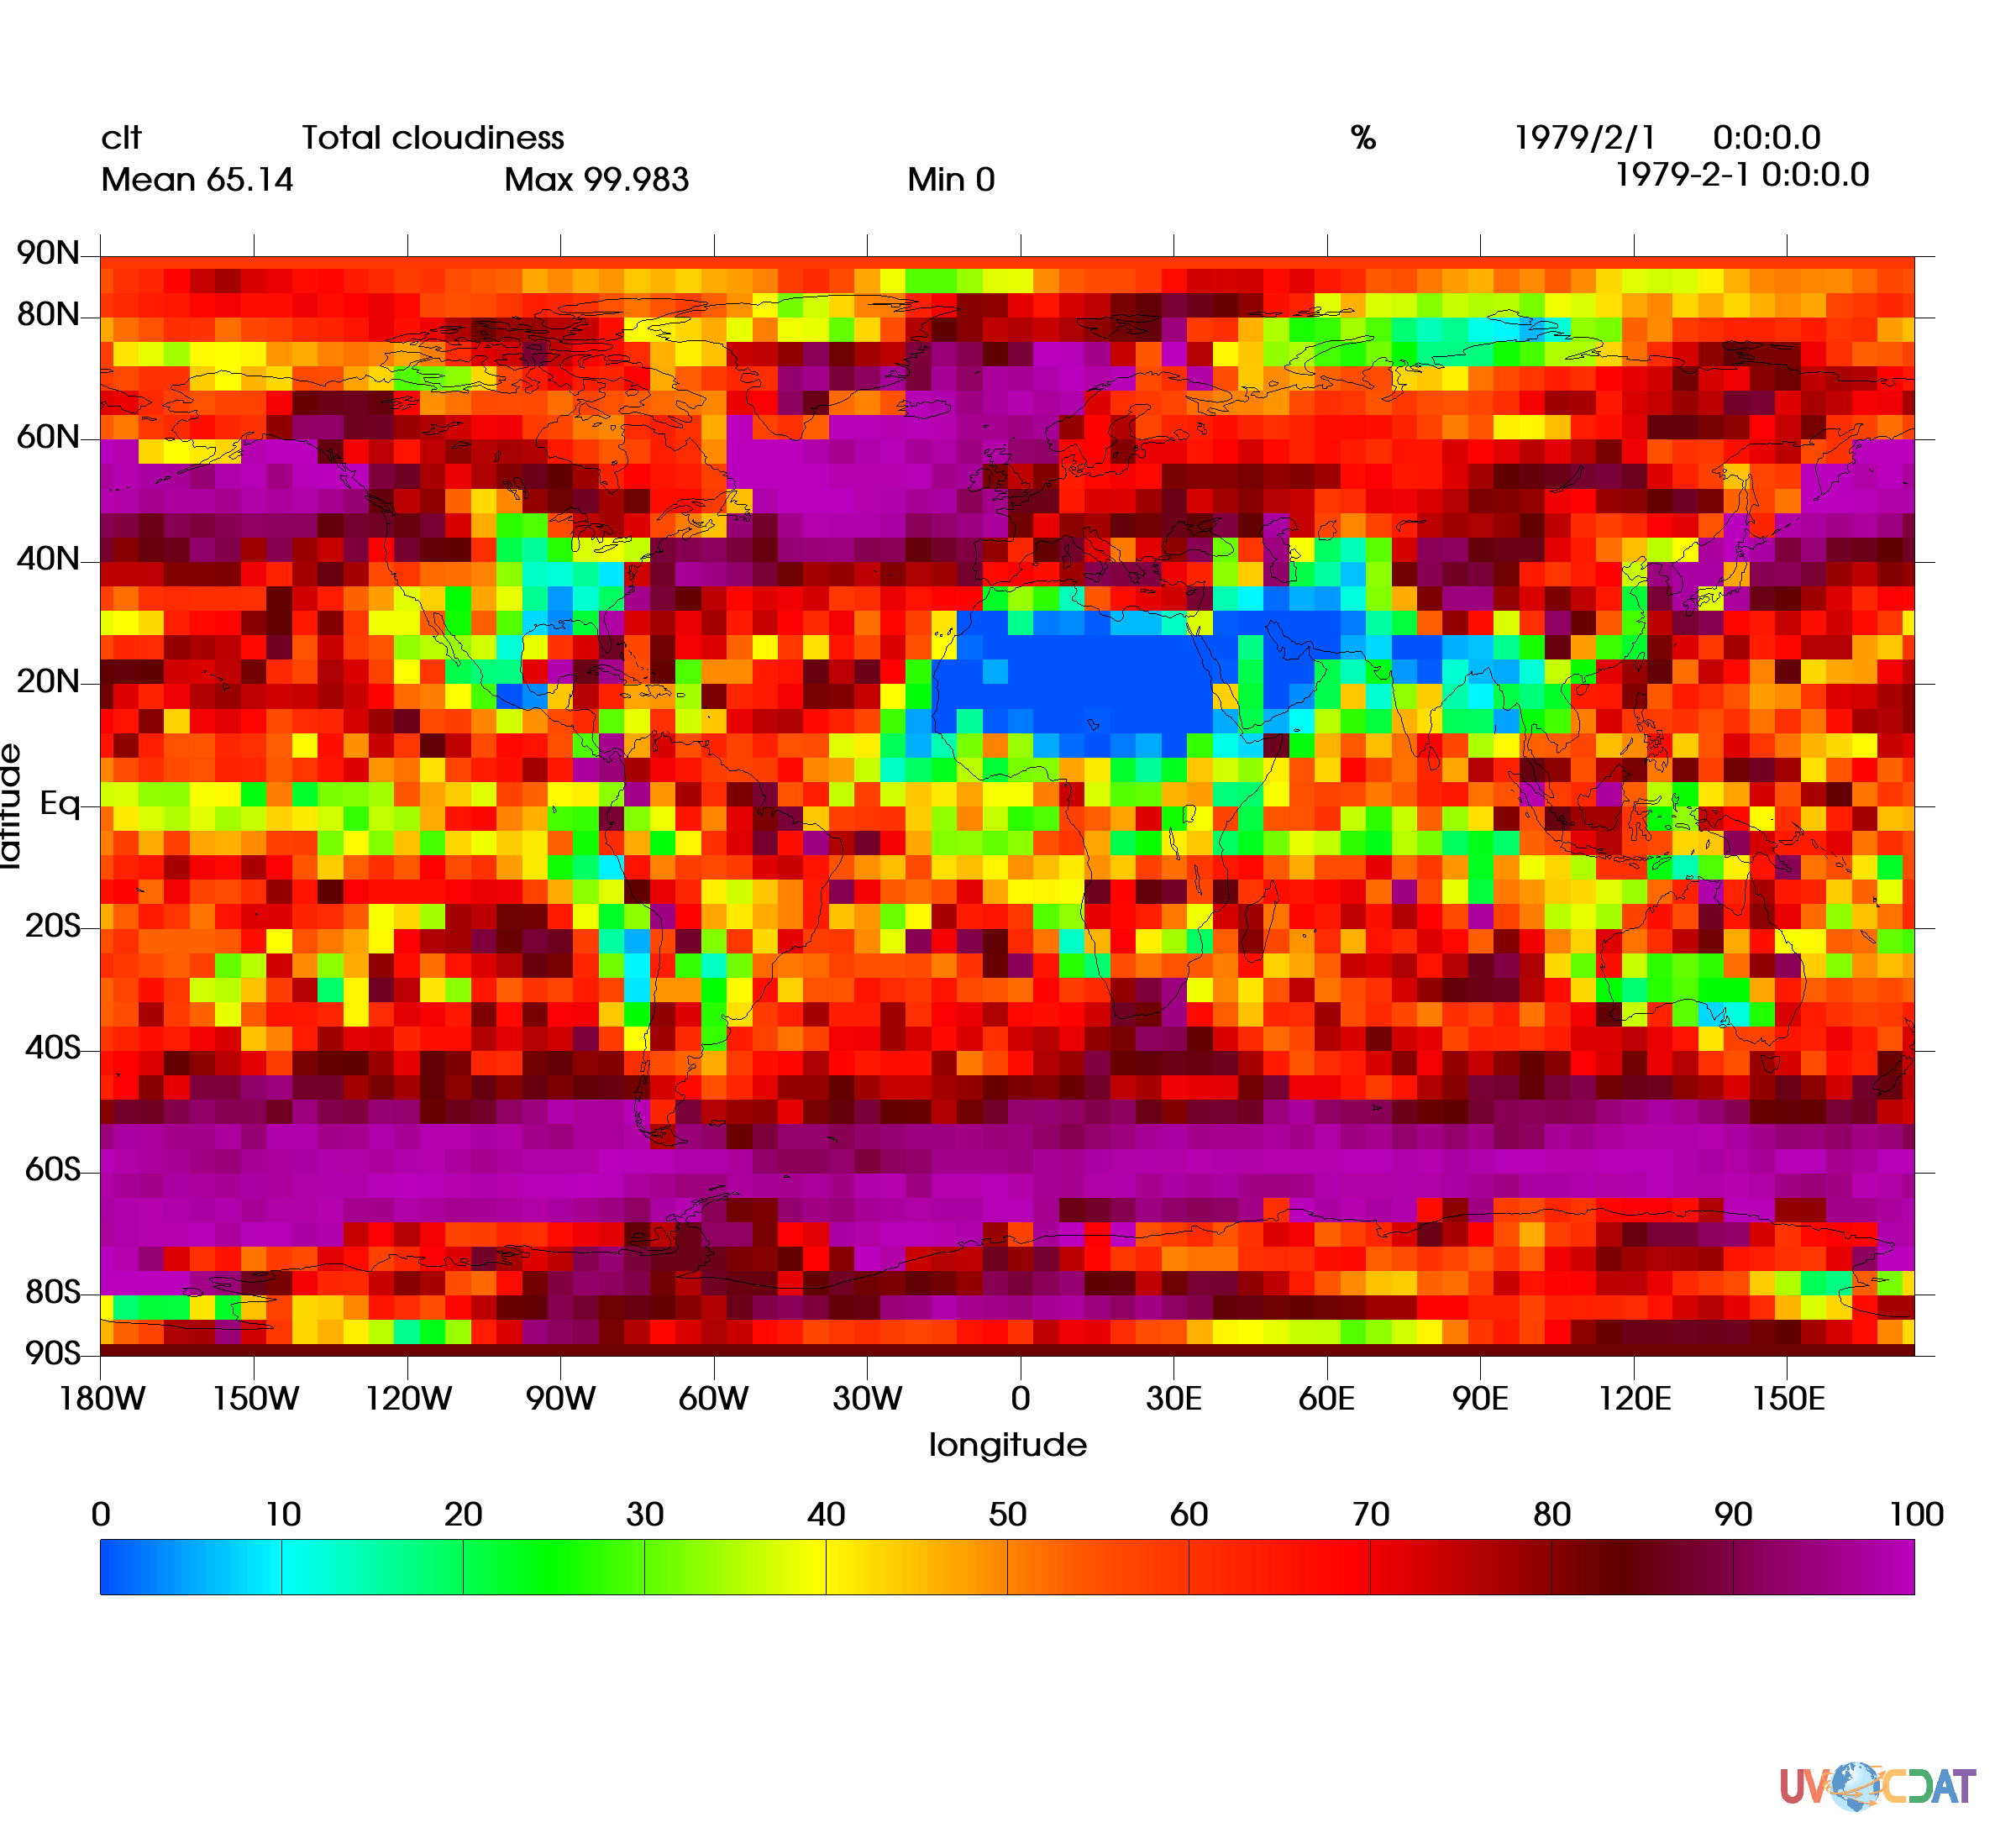 clt Total cloudiness % 1979/2/1 0:0:0.0
Mean 65.14 Max 99.983 Min 0 1979-2-1 0:0:0.0
90N
80N
60N
40N
20N
Eq
20S
40S
60S
80S
90S
latitude
180W 150W 120W 90W 60W 30W 0 30E 60E 90E 120E 150E
longitude
0 10 20 30 40 50 60 70 80 90 100
UV CDAT